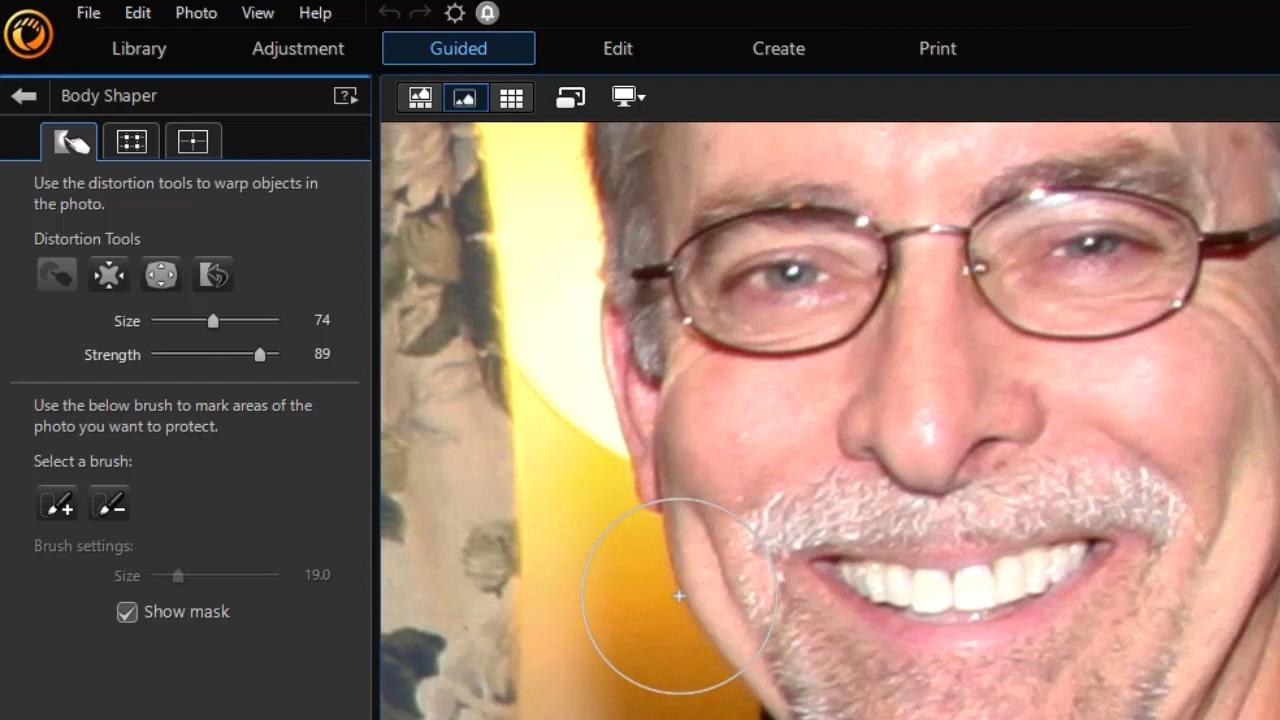 File Edit Photo View Help
Library Adjustment Guided Edit Create Print
Body Shaper
Use the distortion tools to warp objects in
the photo.
Distortion Tools
Size 74
Strength 89
Use the below brush to mark areas of the
photo you want to protect.
Select a brush:
Brush settings:
Size 19.0
Show mask